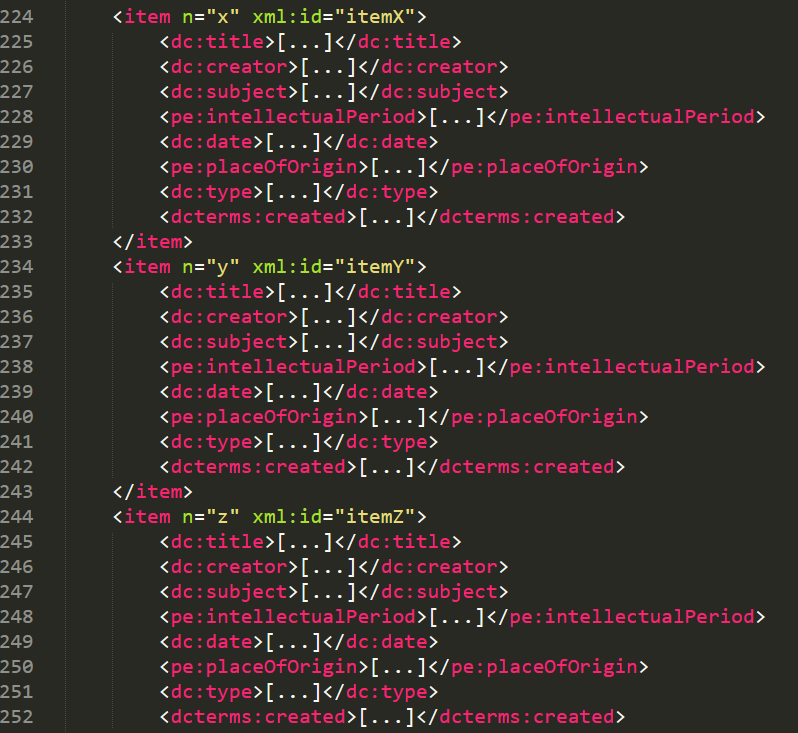 224 <item n="x" xml:id="itemX">
225 <dc:title>[...]</dc:title>
226 <dc:creator>[...]</dc:creator>
227 <dc:subject>[...]</dc:subject>
228 <pe:intellectualPeriod>[...]</pe:intellectualPeriod>
229 <dc:date>[...]</dc:date>
230 <pe:placeOfOrigin>[...]</pe:placeOfOrigin>
231 <dc:type>[...]</dc:type>
232 <dcterms:created>[...]</dcterms:created>
233 </item>
234 <item n="y" xml:id="itemY">
235 <dc:title>[...]</dc:title>
236 <dc:creator>[...]</dc:creator>
237 <dc:subject>[...]</dc:subject>
238 <pe:intellectualPeriod>[...]</pe:intellectualPeriod>
239 <dc:date>[...]</dc:date>
240 <pe:placeOfOrigin>[...]</pe:placeOfOrigin>
241 <dc:type>[...]</dc:type>
242 <dcterms:created>[...]</dcterms:created>
243 </item>
244 <item n="z" xml:id="itemZ">
245 <dc:title>[...]</dc:title>
246 <dc:creator>[...]</dc:creator>
247 <dc:subject>[...]</dc:subject>
248 <pe:intellectualPeriod>[...]</pe:intellectualPeriod>
249 <dc:date>[...]</dc:date>
250 <pe:placeOfOrigin>[...]</pe:placeOfOrigin>
251 <dc:type>[...]</dc:type>
252 <dcterms:created>[...]</dcterms:created>